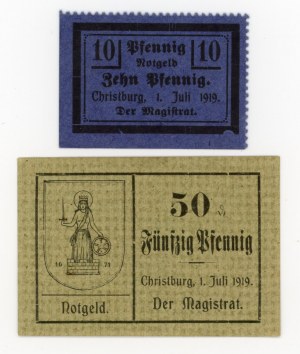 10 Pfennig 10
Notgeld
Zehn Pfennig.
Christburg, 1. Juli 1919.
Der Magistrat.
50
Fünfzig Pfennig
Christburg, 1. Juli 1919.
Notgeld.
Der Magistrat.